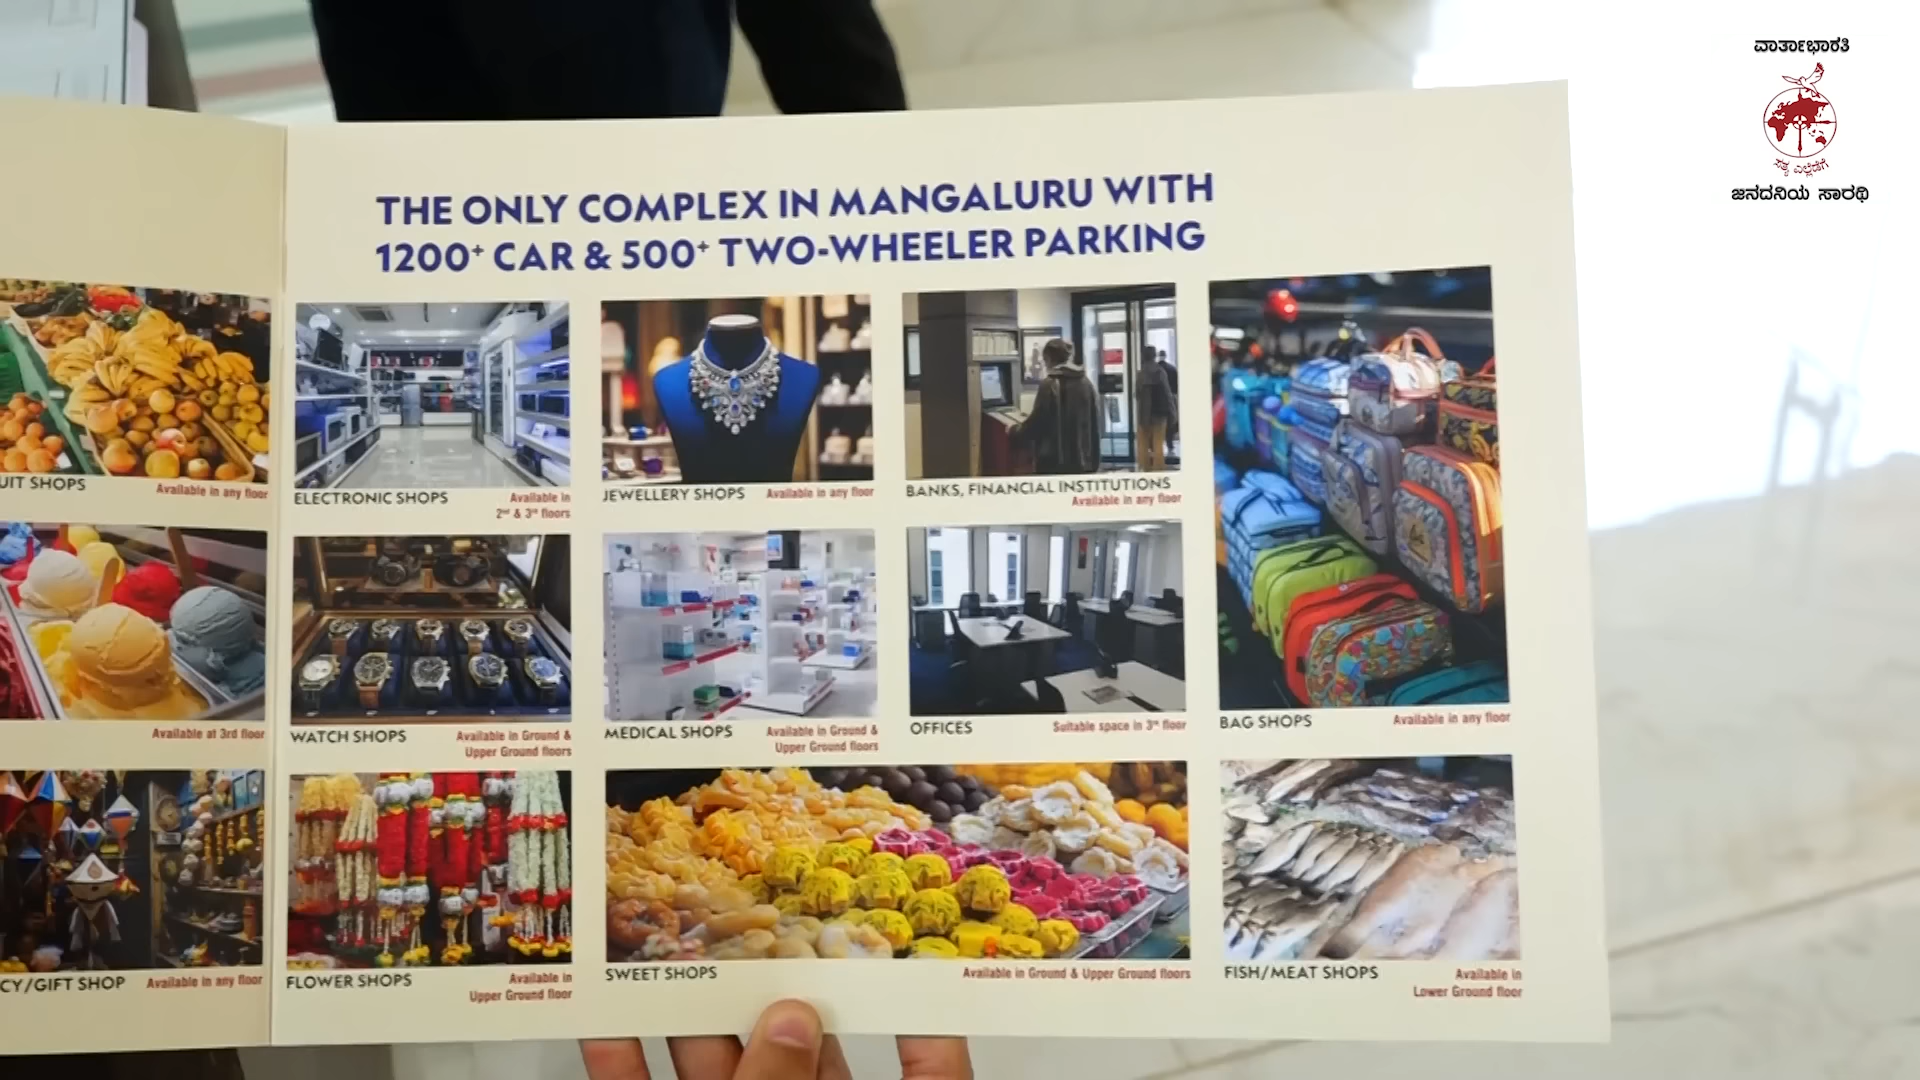 ವಾರ್ತಾಭಾರತಿ
ಸತ್ಯ ಎಲ್ಲೆಡೆಗೆ
ಜನದನಿಯ ಸಾರಥಿ
THE ONLY COMPLEX IN MANGALURU WITH
1200+ CAR & 500+ TWO-WHEELER PARKING
UIT SHOPS
Available in any floor
ELECTRONIC SHOPS
Available in
2nd & 3rd floors
JEWELLERY SHOPS
Available in any floor
BANKS, FINANCIAL INSTITUTIONS
Available in any floor
Available at 3rd floor
WATCH SHOPS
Available in Ground &
Upper Ground floors
MEDICAL SHOPS
Available in Ground &
Upper Ground floors
OFFICES
Suitable space in 3rd floor
BAG SHOPS
Available in any floor
CY/GIFT SHOP
Available in any floor
FLOWER SHOPS
Available in
Upper Ground floor
SWEET SHOPS
Available in Ground & Upper Ground floors
FISH/MEAT SHOPS
Available in
Lower Ground floor